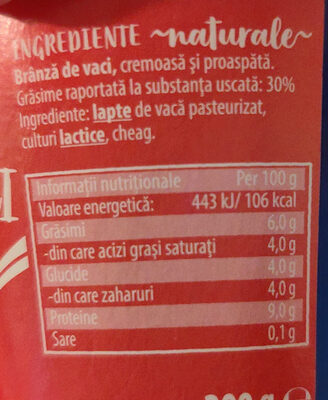 INGREDIENTE naturale
Brânză de vaci, cremoasă și proaspătă.
Grăsime raportată la substanța uscată: 30%
Ingrediente: lapte de vacă pasteurizat,
culturi lactice, cheag.
Informații nutriționale Per 100 g
Valoare energetică: 443 kJ/ 106 kcal
Grăsimi 6,0 g
-din care acizi grași saturați 4,0 g
Glucide 4,0 g
-din care zaharuri 4,0 g
Proteine 9,0 g
Sare 0,1 g